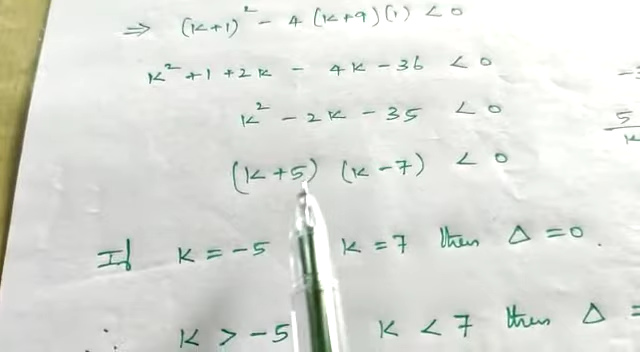 ⇒ (k+1)² - 4(k+9)(1) < 0
k² + 1 + 2k - 4k - 36 < 0
k² - 2k - 35 < 0
(k+5) (k-7) < 0
If k = -5 k = 7 then Δ = 0.
∴ k > -5 k < 7 then Δ =
5
k